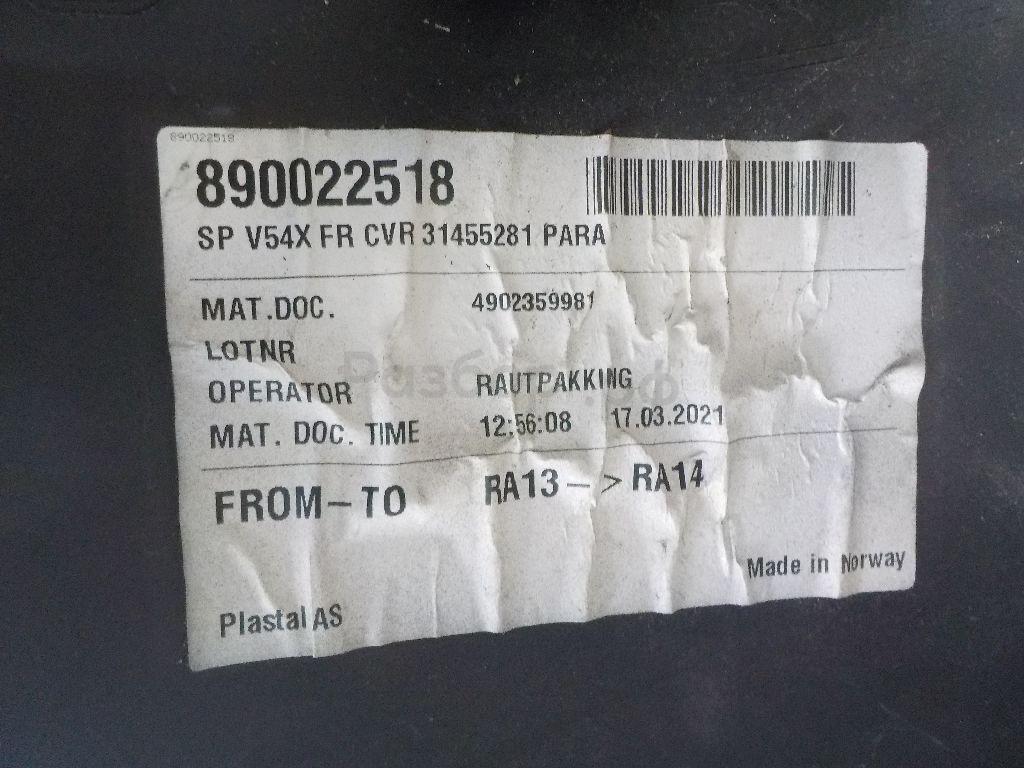 890022518
890022518
SP V54X FR CVR 31455281 PARA
MAT.DOC. 4902359981
LOTNR
OPERATOR RAUTPAKKING
MAT. DOC. TIME 12:56:08 17.03.2021
FROM-TO RA13-> RA14
Made in Norway
Plastal AS